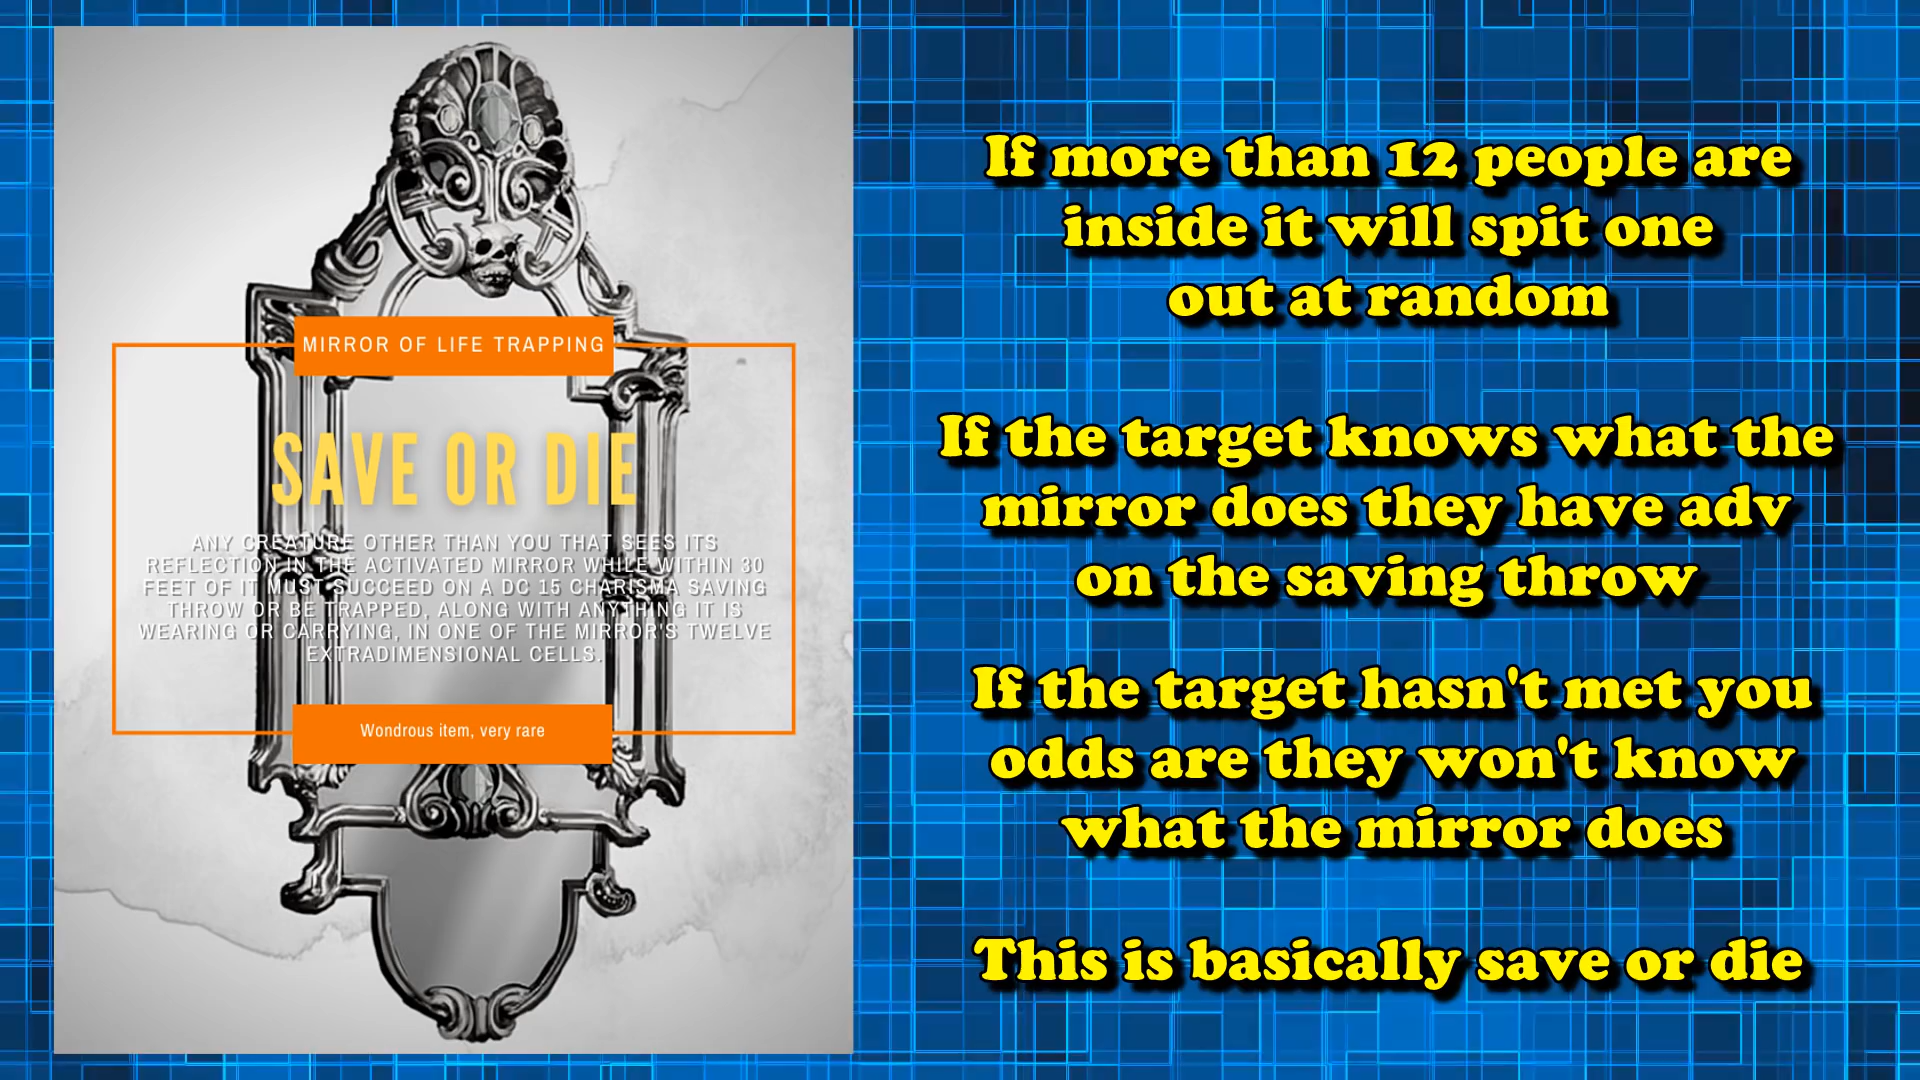 MIRROR OF LIFE TRAPPING
SAVE OR DIE
ANY CREATURE OTHER THAN YOU THAT SEES ITS
REFLECTION IN THE ACTIVATED MIRROR WHILE WITHIN 30
FEET OF IT MUST SUCCEED ON A DC 15 CHARISMA SAVING
THROW OR BE TRAPPED, ALONG WITH ANYTHING IT IS
WEARING OR CARRYING, IN ONE OF THE MIRROR'S TWELVE
EXTRADIMENSIONAL CELLS.
Wondrous item, very rare
If more than 12 people are
inside it will spit one
out at random
If the target knows what the
mirror does they have adv
on the saving throw
If the target hasn't met you
odds are they won't know
what the mirror does
This is basically save or die